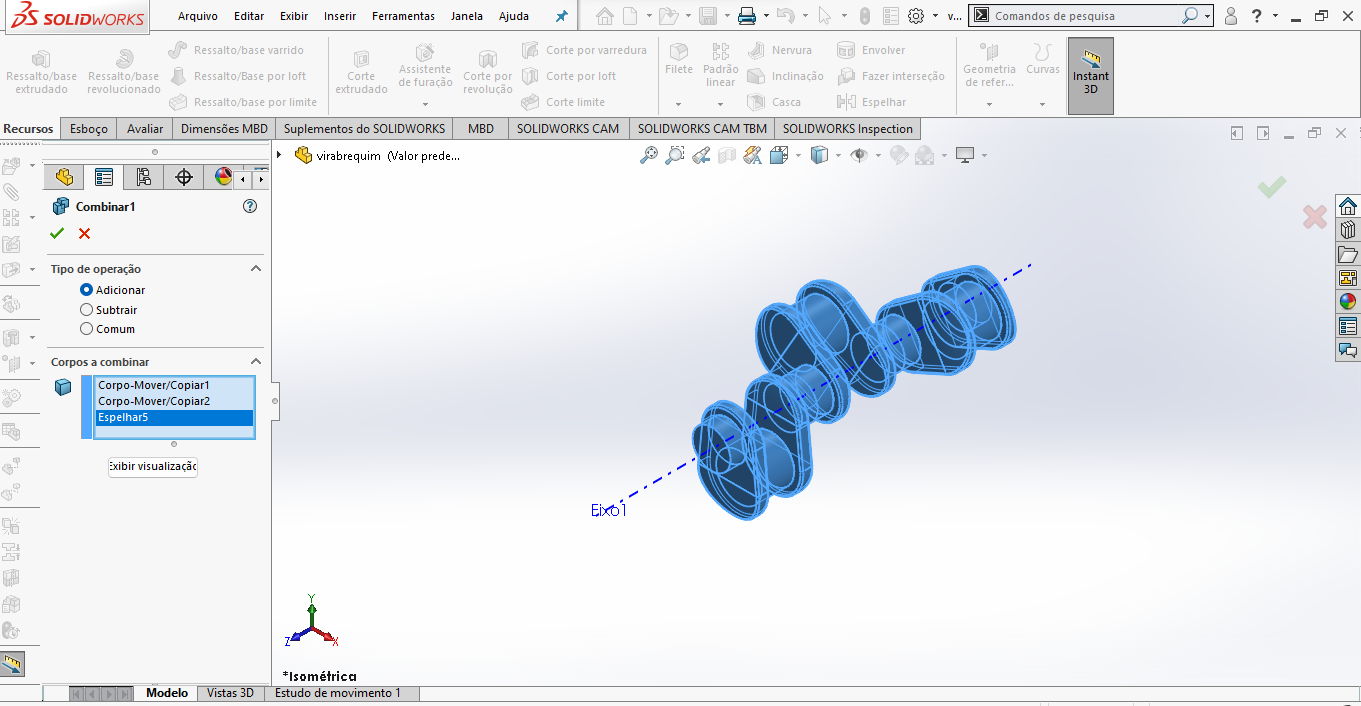 SOLIDWORKS Arquivo Editar Exibir Inserir Ferramentas Janela Ajuda v... Comandos de pesquisa ?
Ressalto/base extrudado
Ressalto/base revolucionado
Ressalto/base varrido
Ressalto/Base por loft
Ressalto/base por limite
Corte extrudado
Assistente de furação
Corte por revolução
Corte por varredura
Corte por loft
Corte limite
Filete
Padrão linear
Nervura
Inclinação
Casca
Envolver
Fazer interseção
Espelhar
Geometria de refer...
Curvas
Instant 3D
Recursos Esboço Avaliar Dimensões MBD Suplementos do SOLIDWORKS MBD SOLIDWORKS CAM SOLIDWORKS CAM TBM SOLIDWORKS Inspection
virabrequim (Valor prede...
Combinar1 ?
Tipo de operação
Adicionar
Subtrair
Comum
Corpos a combinar
Corpo-Mover/Copiar1
Corpo-Mover/Copiar2
Espelhar5
Exibir visualização
Eixo1
Y
Z X
*Isométrica
Modelo Vistas 3D Estudo de movimento 1